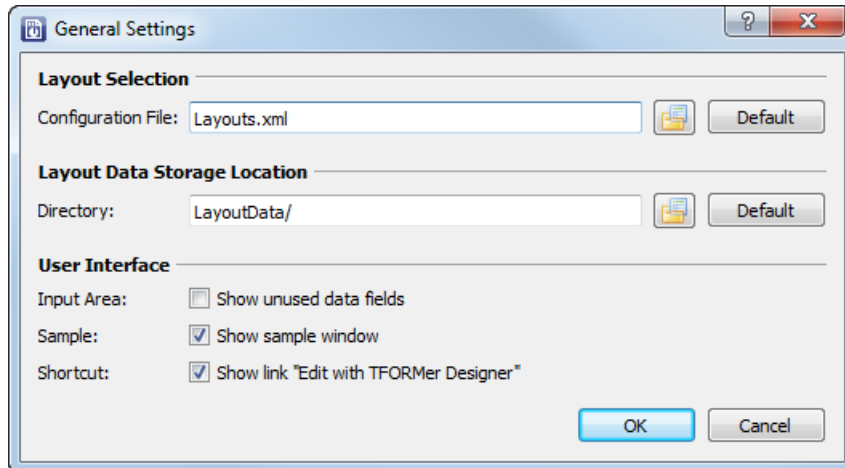 General Settings
Layout Selection
Configuration File: Layouts.xml Default
Layout Data Storage Location
Directory: LayoutData/ Default
User Interface
Input Area: Show unused data fields
Sample: Show sample window
Shortcut: Show link "Edit with TFORMer Designer"
OK Cancel